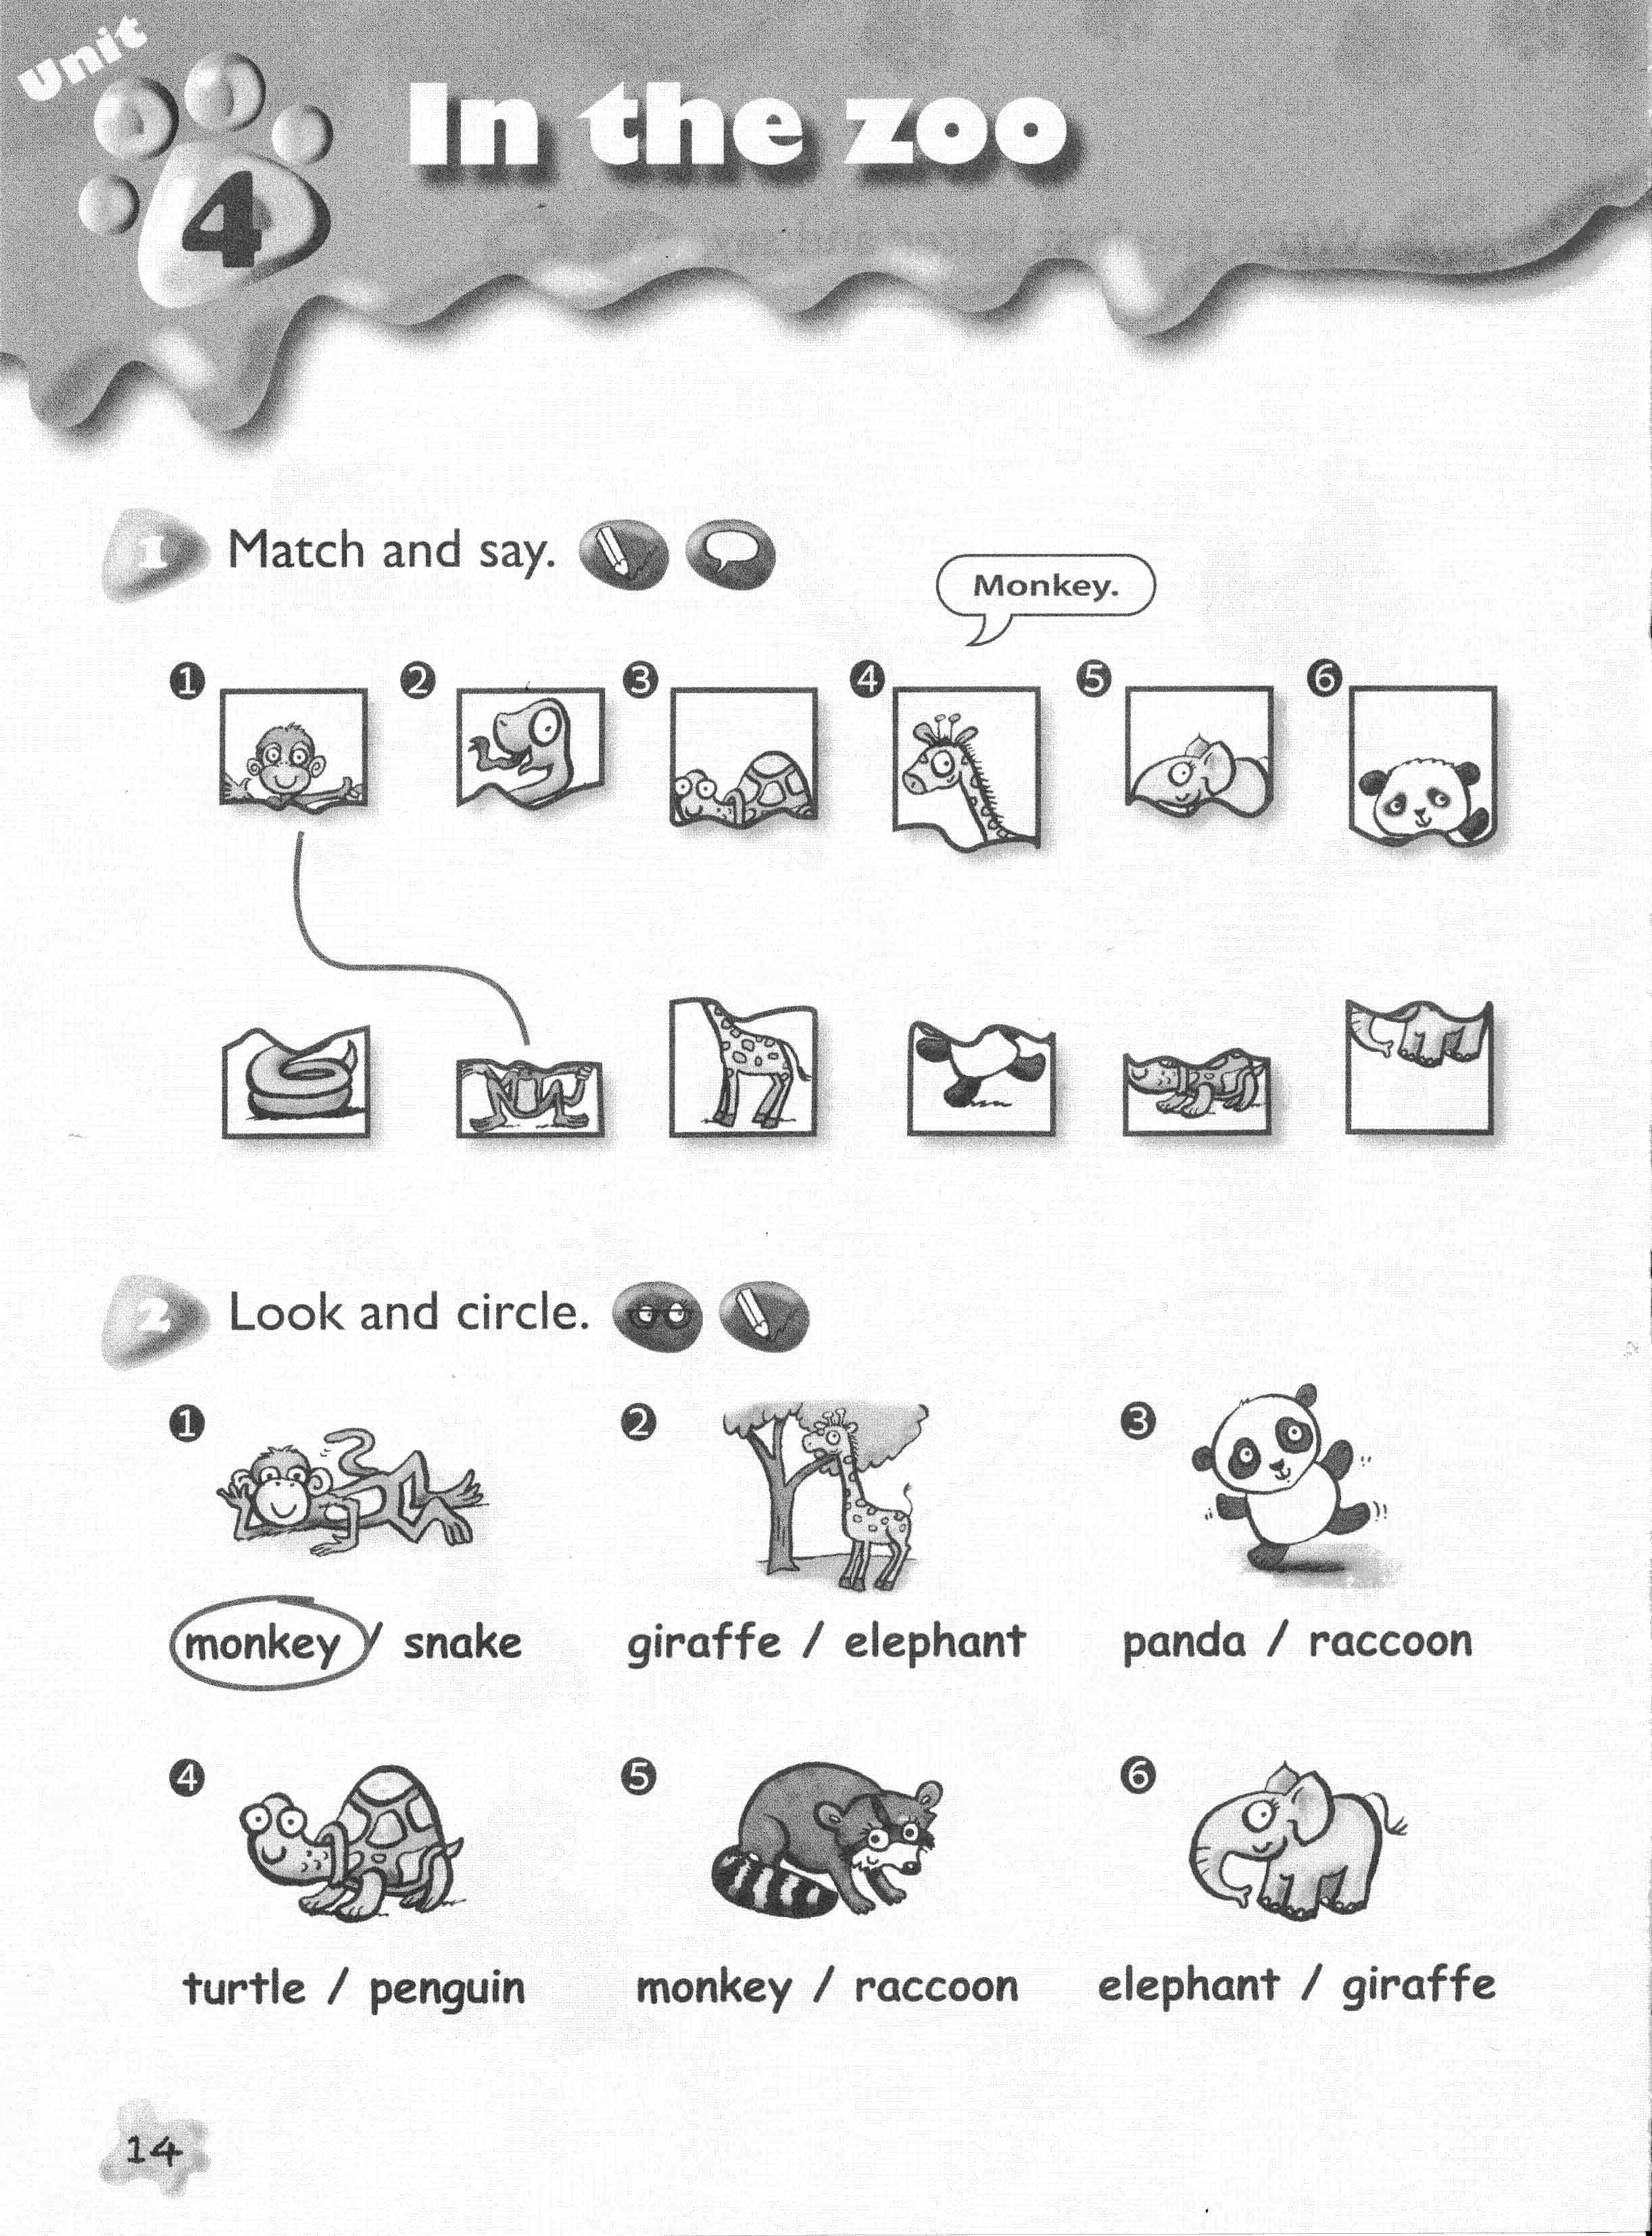 Unit
4
In the zoo
1 Match and say.
Monkey.
1 2 3 4 5 6
2 Look and circle.
1 2 3
monkey / snake giraffe / elephant panda / raccoon
4 5 6
turtle / penguin monkey / raccoon elephant / giraffe
14